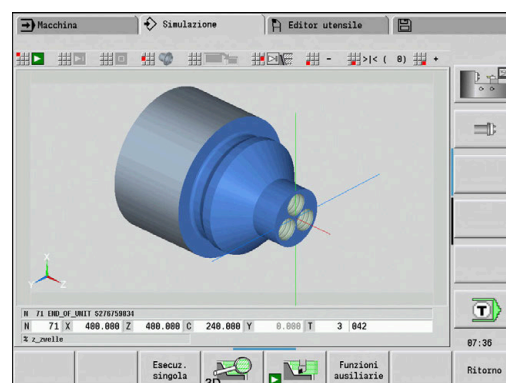 Macchina Simulazione Editor utensile
- >|< ( 0) +
X
Y Z
N 71 END_OF_UNIT 5276759834
N 71 X 400.000 Z 400.000 C 240.000 Y 0.000 T 3 042
% z_zwelle
T
07:36
Esecuz. singola
3D
Funzioni ausiliarie
Ritorno